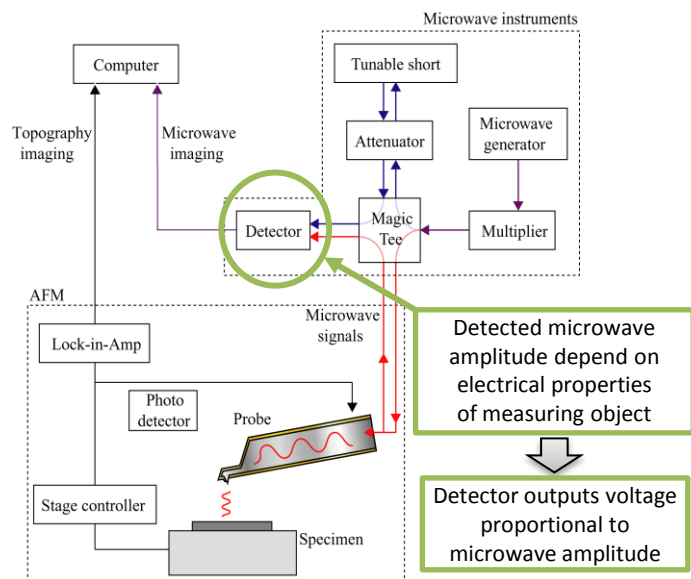 Microwave instruments
Computer
Tunable short
Topography
imaging
Microwave
imaging
Attenuator
Microwave
generator
Detector
Magic
Tee
Multiplier
AFM
Microwave
signals
Lock-in-Amp
Photo
detector
Probe
Stage controller
Specimen
Detected microwave
amplitude depend on
electrical properties
of measuring object
Detector outputs voltage
proportional to
microwave amplitude